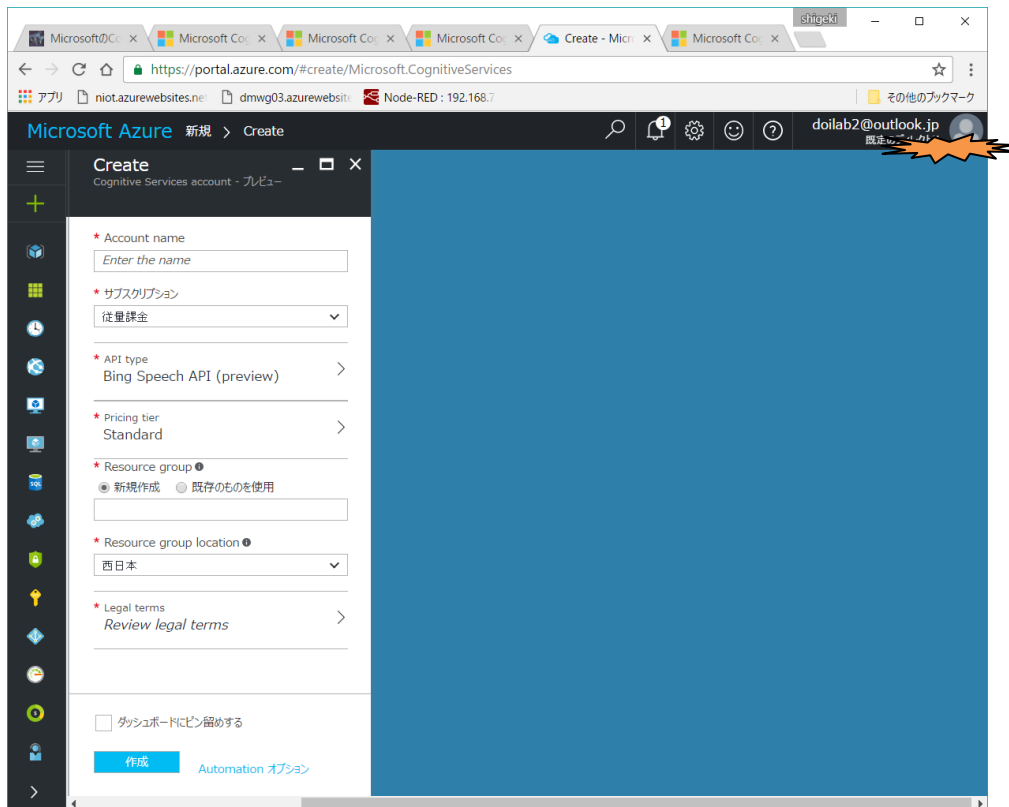 shigeki
MicrosoftのCo
Microsoft Cog
Microsoft Cog
Microsoft Cog
Create - Micro
Microsoft Cog
https://portal.azure.com/#create/Microsoft.CognitiveServices
アプリ
niot.azurewebsites.ne
dmwg03.azurewebsite
Node-RED : 192.168.7
その他のブックマーク
Microsoft Azure 新規 > Create
1
doilab2@outlook.jp
Create
Cognitive Services account - プレビュー
* Account name
Enter the name
* サブスクリプション
従量課金
* API type
Bing Speech API (preview)
* Pricing tier
Standard
* Resource group
新規作成 既存のものを使用
* Resource group location
西日本
* Legal terms
Review legal terms
SQL
ダッシュボードにピン留めする
作成
Automation オプション